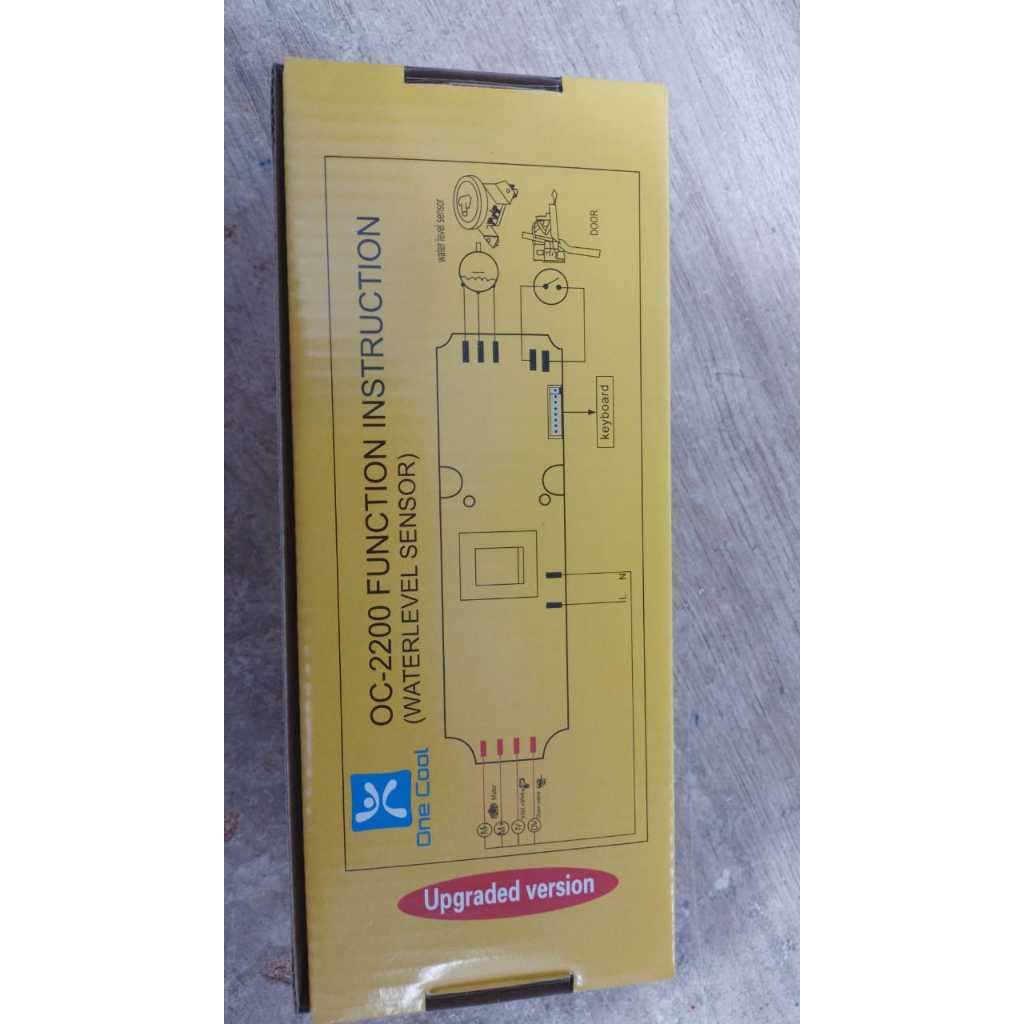 OC-2200 FUNCTION INSTRUCTION
(WATERLEVEL SENSOR)
One Cool
water level sensor
DOOR
keyboard
L N
Motor
Upgraded version